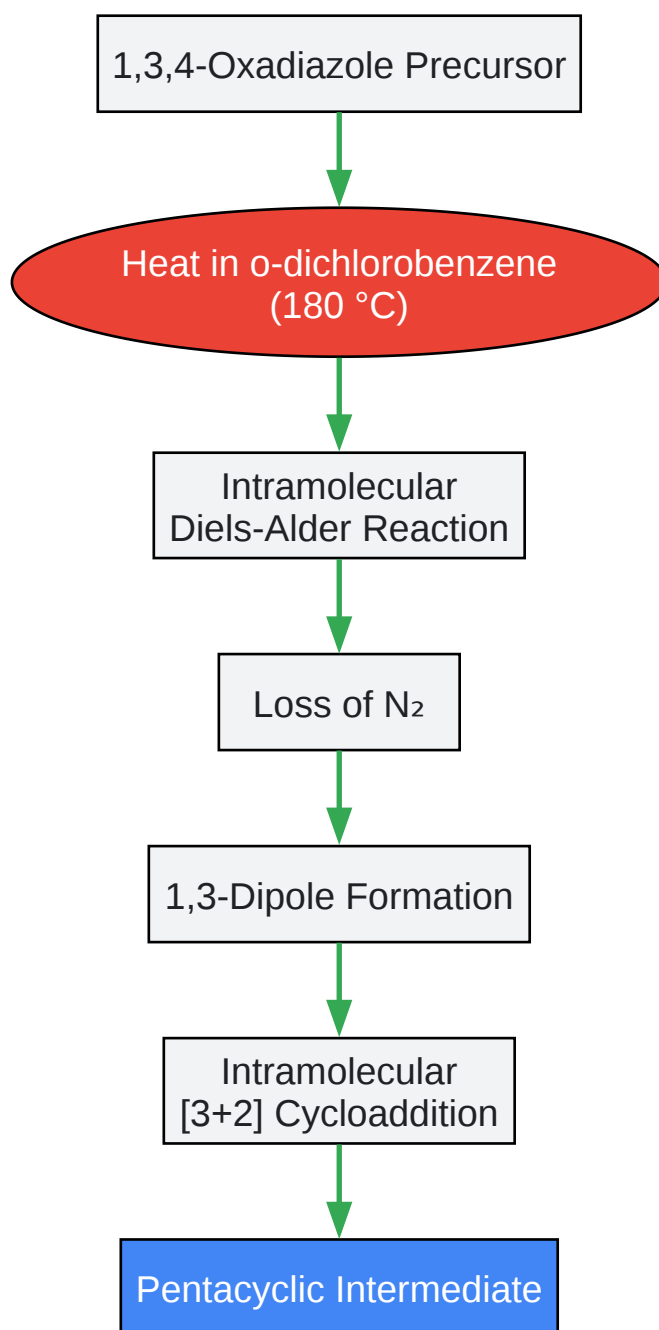 1,3,4-Oxadiazole Precursor
Heat in o-dichlorobenzene
(180 °C)
Intramolecular
Diels-Alder Reaction
Loss of N₂
1,3-Dipole Formation
Intramolecular
[3+2] Cycloaddition
Pentacyclic Intermediate